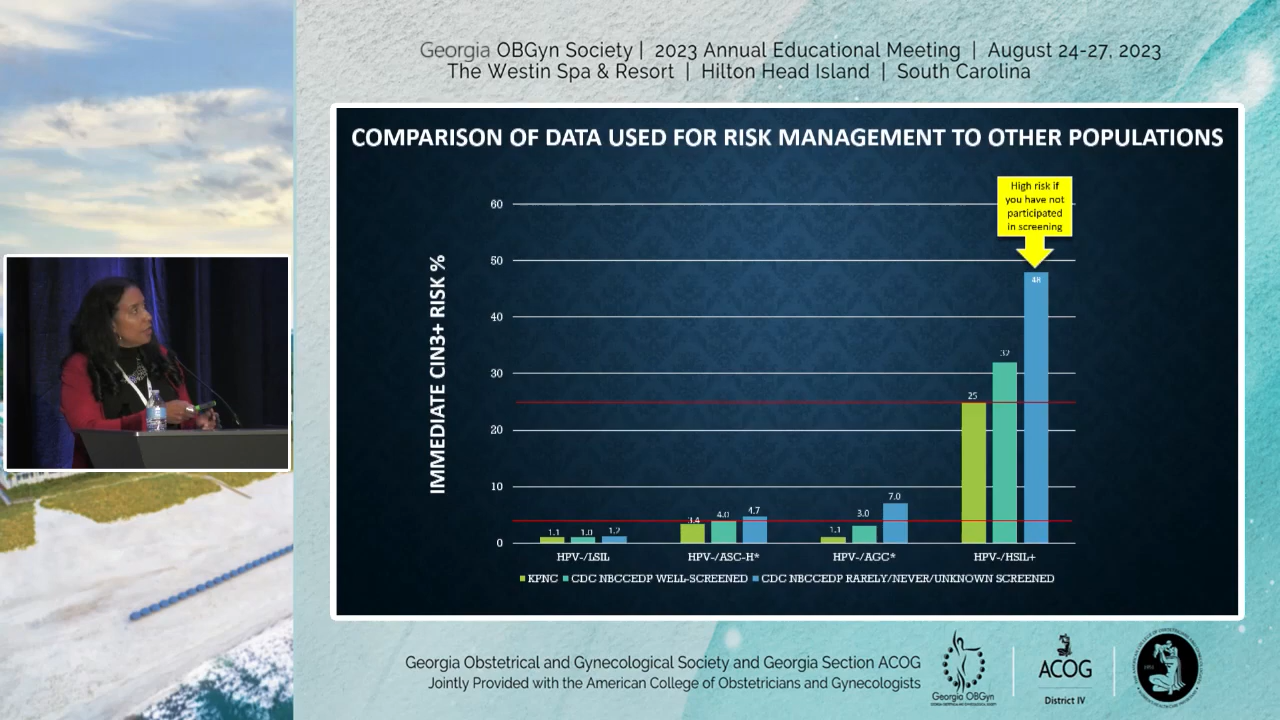 Georgia OBGyn Society | 2023 Annual Educational Meeting | August 24-27, 2023
The Westin Spa & Resort | Hilton Head Island | South Carolina
COMPARISON OF DATA USED FOR RISK MANAGEMENT TO OTHER POPULATIONS
High risk if
you have not
participated
in screening
IMMEDIATE CIN3+ RISK %
60
50
40
30
20
10
0
1.1
1.0
1.2
3.4
4.0
4.7
1.1
3.0
7.0
25
32
48
HPV-/LSIL
HPV-/ASC-H*
HPV-/AGC*
HPV-/HSIL+
KPNC
CDC NBCCEDP WELL-SCREENED
CDC NBCCEDP RARELY/NEVER/UNKNOWN SCREENED
Georgia Obstetrical and Gynecological Society and Georgia Section ACOG
Jointly Provided with the American College of Obstetricians and Gynecologists
Georgia OBGyn
ACOG
District IV